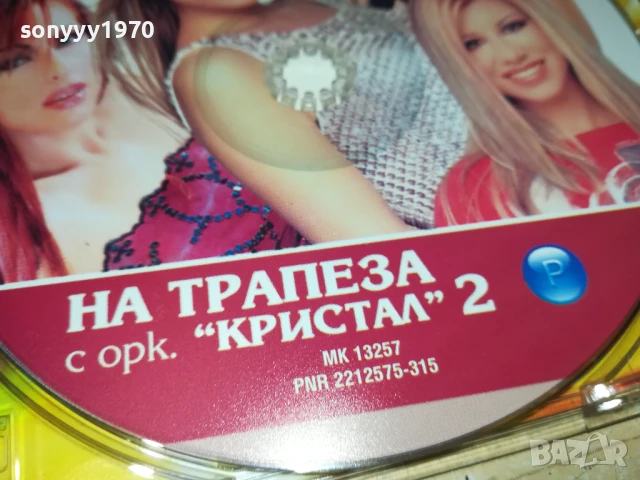 sonyyy1970
НА ТРАПЕЗА
с орк. “КРИСТАЛ” 2
P
MK 13257
PNR 2212575-315
BAZAR